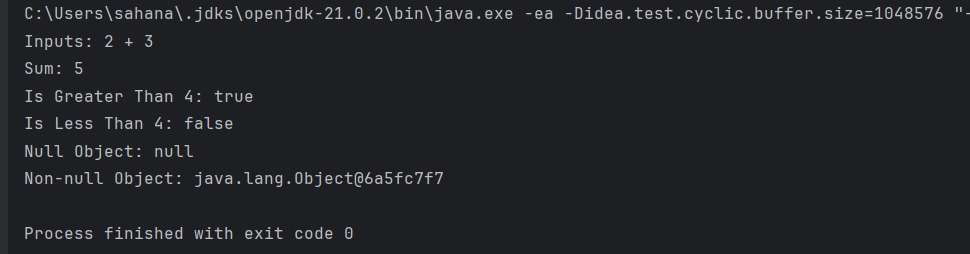 C:\Users\sahana\.jdks\openjdk-21.0.2\bin\java.exe -ea -Didea.test.cyclic.buffer.size=1048576 "-
Inputs: 2 + 3
Sum: 5
Is Greater Than 4: true
Is Less Than 4: false
Null Object: null
Non-null Object: java.lang.Object@6a5fc7f7
Process finished with exit code 0